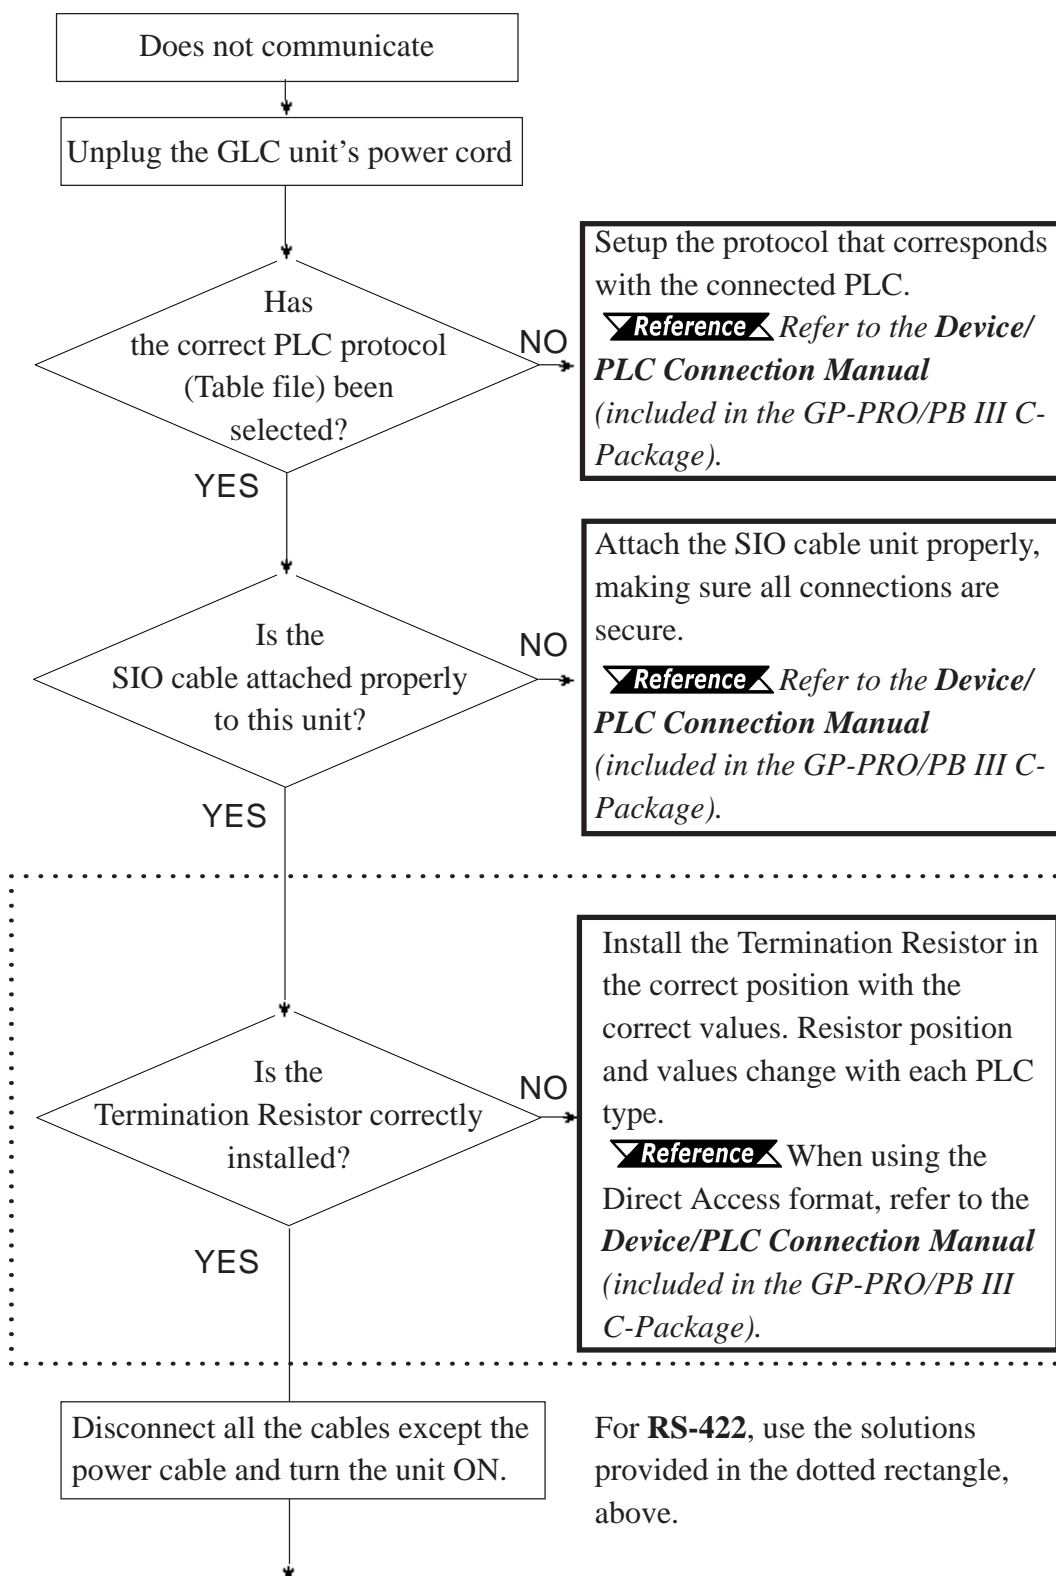 Does not communicate
Unplug the GLC unit's power cord
Has
the correct PLC protocol
(Table file) been
selected?
NO
YES
Setup the protocol that corresponds
with the connected PLC.
Reference Refer to the Device/
PLC Connection Manual
(included in the GP-PRO/PB III C-
Package).
Is the
SIO cable attached properly
to this unit?
NO
YES
Attach the SIO cable unit properly,
making sure all connections are
secure.
Reference Refer to the Device/
PLC Connection Manual
(included in the GP-PRO/PB III C-
Package).
Is the
Termination Resistor correctly
installed?
NO
YES
Install the Termination Resistor in
the correct position with the
correct values. Resistor position
and values change with each PLC
type.
Reference When using the
Direct Access format, refer to the
Device/PLC Connection Manual
(included in the GP-PRO/PB III
C-Package).
Disconnect all the cables except the
power cable and turn the unit ON.
For RS-422, use the solutions
provided in the dotted rectangle,
above.